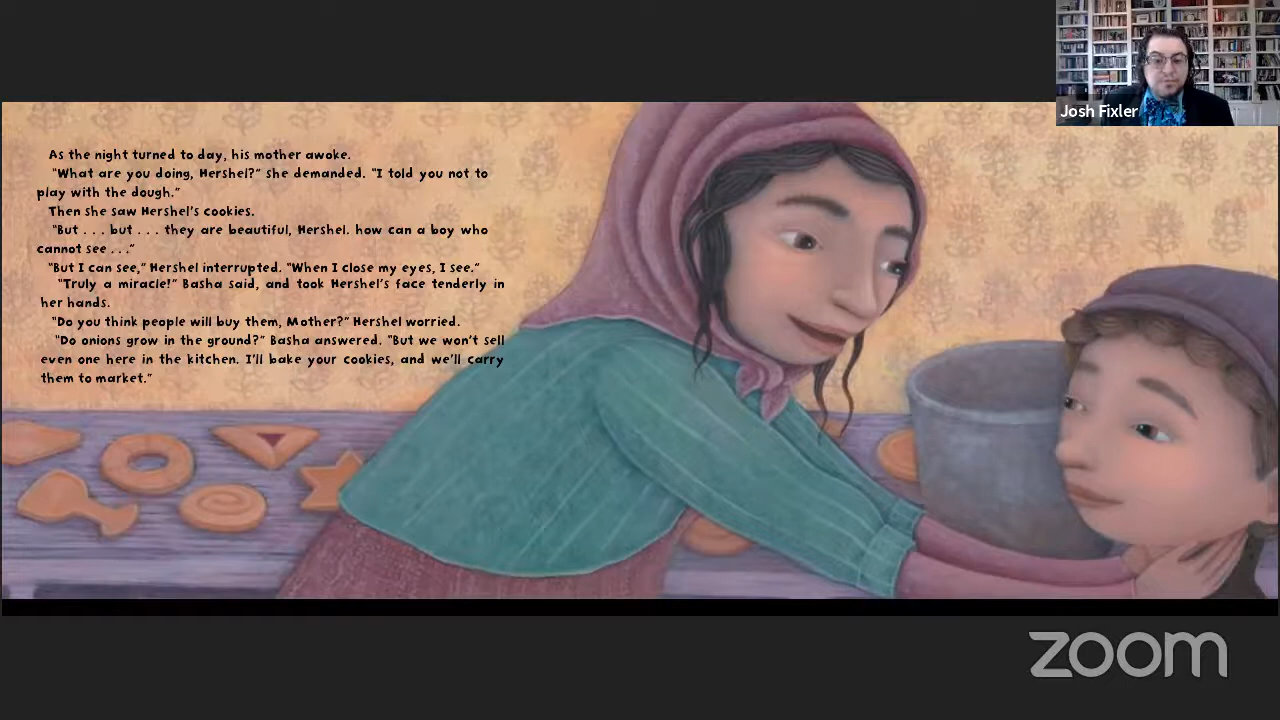 Josh Fixler
As the night turned to day, his mother awoke.
"What are you doing, Hershel?" she demanded. "I told you not to
play with the dough."
Then she saw Hershel's cookies.
"But . . . but . . . they are beautiful, Hershel. how can a boy who
cannot see . . ."
"But I can see," Hershel interrupted. "When I close my eyes, I see."
"Truly a miracle!" Basha said, and took Hershel's face tenderly in
her hands.
"Do you think people will buy them, Mother?" Hershel worried.
"Do onions grow in the ground?" Basha answered. "But we won't sell
even one here in the kitchen. I'll bake your cookies, and we'll carry
them to market."
zoom